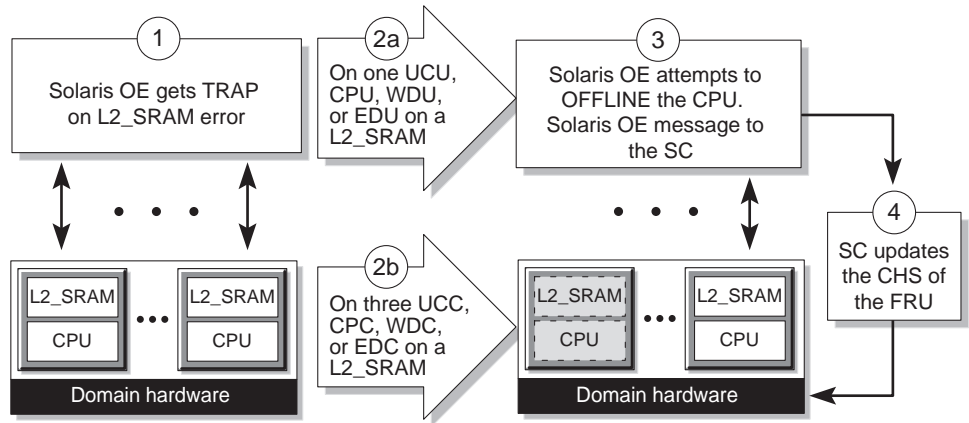 1
Solaris OE gets TRAP
on L2_SRAM error
2a
On one UCU,
CPU, WDU,
or EDU on a
L2_SRAM
3
Solaris OE attempts to
OFFLINE the CPU.
Solaris OE message to
the SC
4
SC updates
the CHS of
the FRU
L2_SRAM
CPU
L2_SRAM
CPU
Domain hardware
2b
On three UCC,
CPC, WDC,
or EDC on a
L2_SRAM
L2_SRAM
CPU
L2_SRAM
CPU
Domain hardware